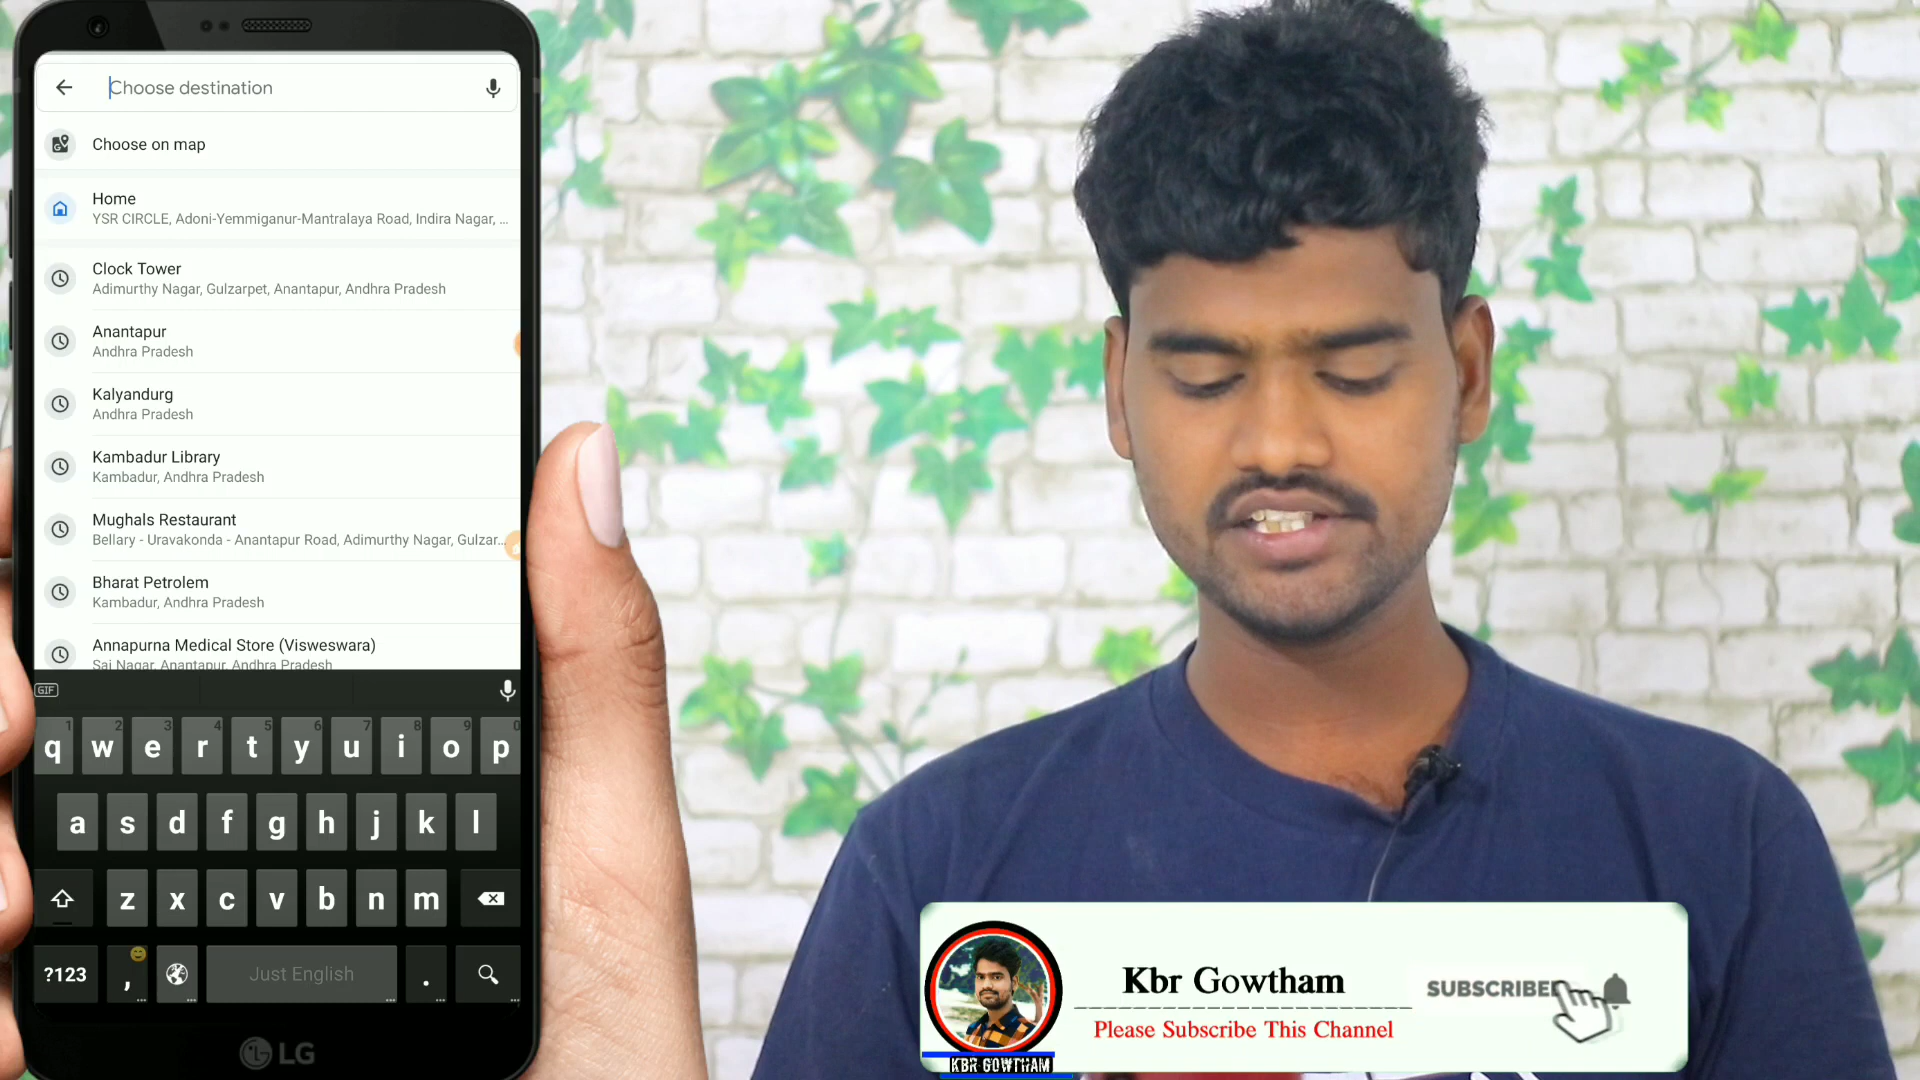 Choose destination
Choose on map
Home
YSR CIRCLE, Adoni-Yemmiganur-Mantralaya Road, Indira Nagar, ...
Clock Tower
Adimurthy Nagar, Gulzarpet, Anantapur, Andhra Pradesh
Anantapur
Andhra Pradesh
Kalyandurg
Andhra Pradesh
Kambadur Library
Kambadur, Andhra Pradesh
Mughals Restaurant
Bellary - Uravakonda - Anantapur Road, Adimurthy Nagar, Gulzar...
Bharat Petrolem
Kambadur, Andhra Pradesh
Annapurna Medical Store (Visweswara)
Sai Nagar, Anantapur, Andhra Pradesh
GIF
1 2 3 4 5 6 7 8 9 0
q w e r t y u i o p
a s d f g h j k l
z x c v b n m
?123 , Just English .
LG
Kbr Gowtham
Please Subscribe This Channel
SUBSCRIBED
KBR GOWTHAM